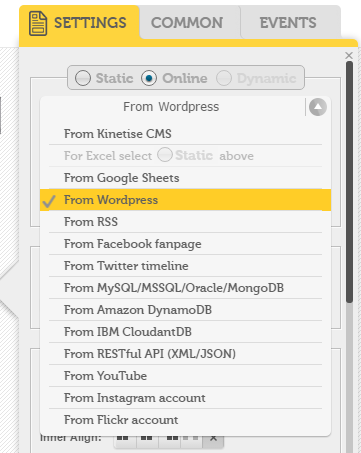 SETTINGS COMMON EVENTS
Static Online Dynamic
From Wordpress
From Kinetise CMS
For Excel select Static above
From Google Sheets
From Wordpress
From RSS
From Facebook fanpage
From Twitter timeline
From MySQL/MSSQL/Oracle/MongoDB
From Amazon DynamoDB
From IBM CloudantDB
From RESTful API (XML/JSON)
From YouTube
From Instagram account
From Flickr account
Inner Align: